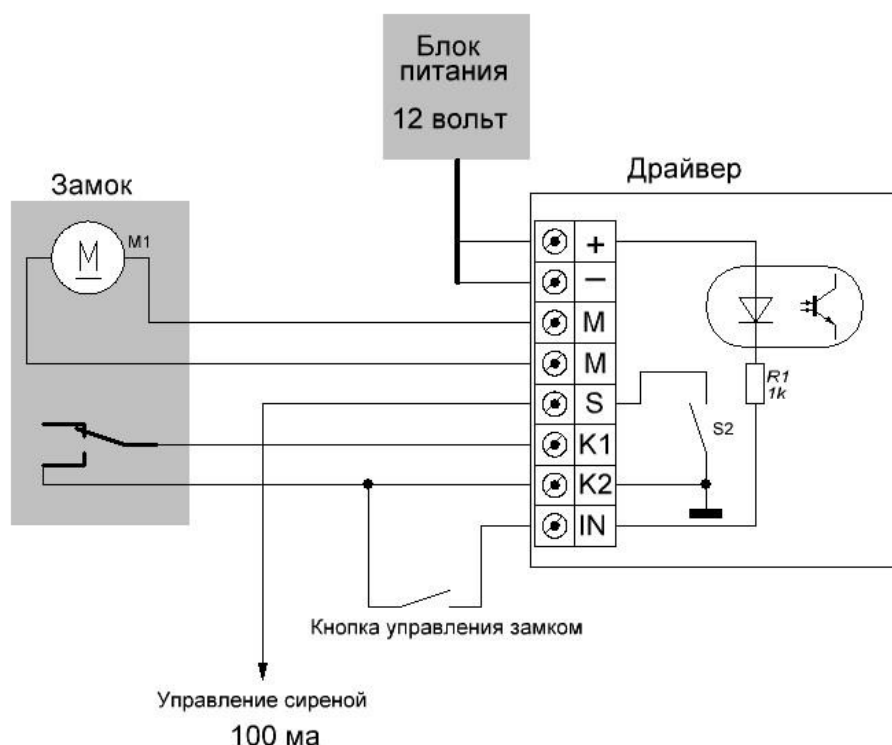 Блок
питания
12 вольт
Замок
Драйвер
M
M1
+
−
M
M
S
K1
K2
IN
R1
1k
S2
Кнопка управления замком
Управление сиреной
100 ма